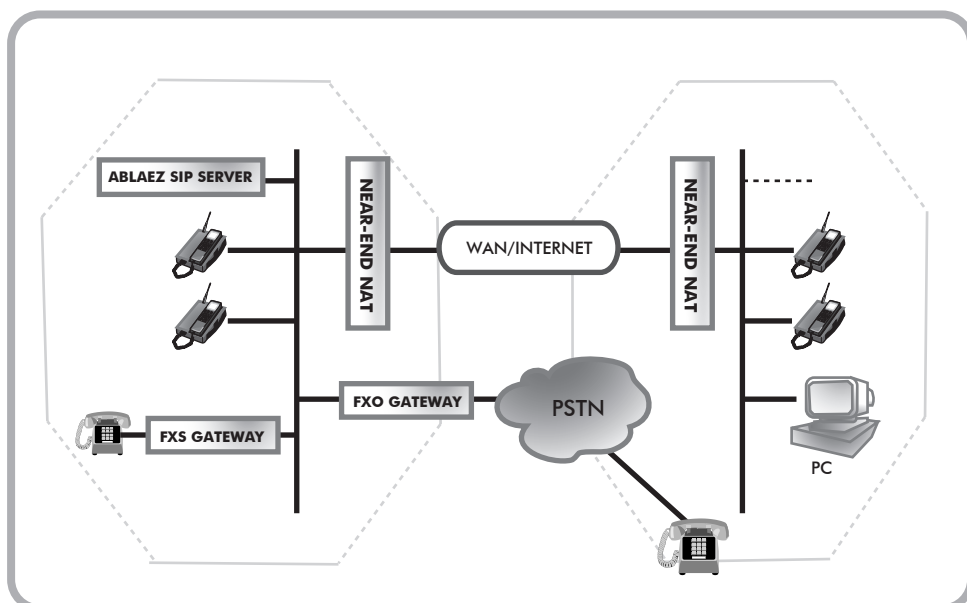 ABLAEZ SIP SERVER
NEAR-END NAT
WAN/INTERNET
NEAR-END NAT
FXO GATEWAY
PSTN
FXS GATEWAY
PC